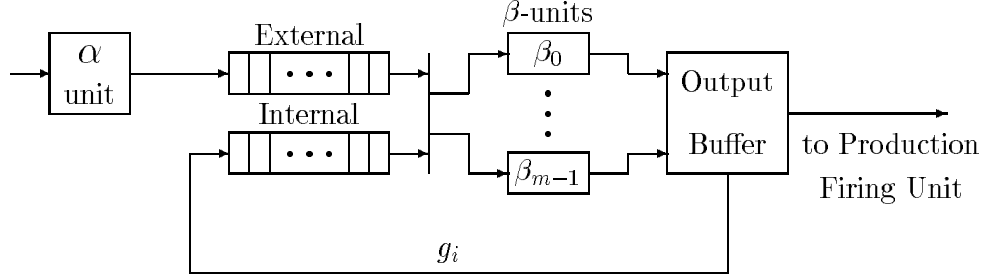 β-units
External
α
unit
β₀
Output
Internal
Buffer
to Production
βₘ₋₁
Firing Unit
gᵢ